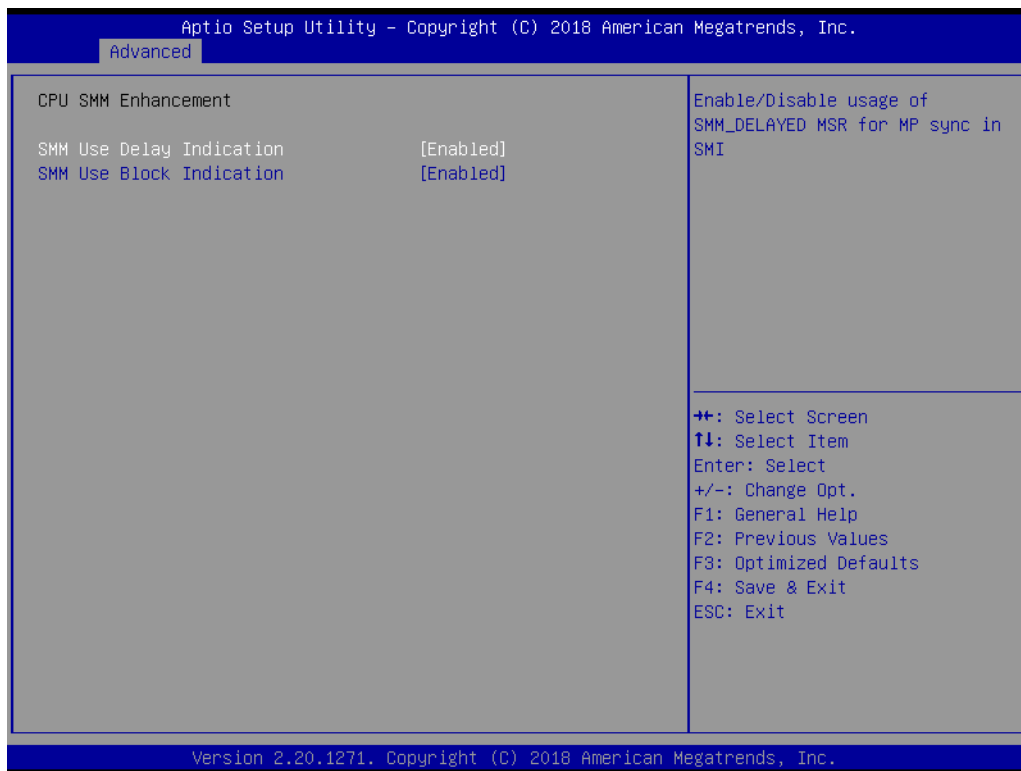 Aptio Setup Utility – Copyright (C) 2018 American Megatrends, Inc.
Advanced
CPU SMM Enhancement
SMM Use Delay Indication [Enabled]
SMM Use Block Indication [Enabled]
Enable/Disable usage of
SMM_DELAYED MSR for MP sync in
SMI
→←: Select Screen
↑↓: Select Item
Enter: Select
+/-: Change Opt.
F1: General Help
F2: Previous Values
F3: Optimized Defaults
F4: Save & Exit
ESC: Exit
Version 2.20.1271. Copyright (C) 2018 American Megatrends, Inc.